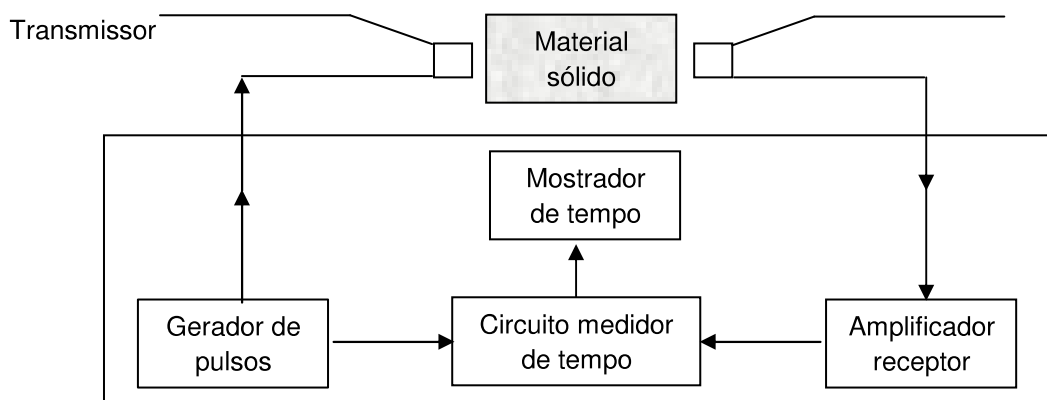 Transmissor
Material
sólido
Mostrador
de tempo
Gerador de
pulsos
Circuito medidor
de tempo
Amplificador
receptor